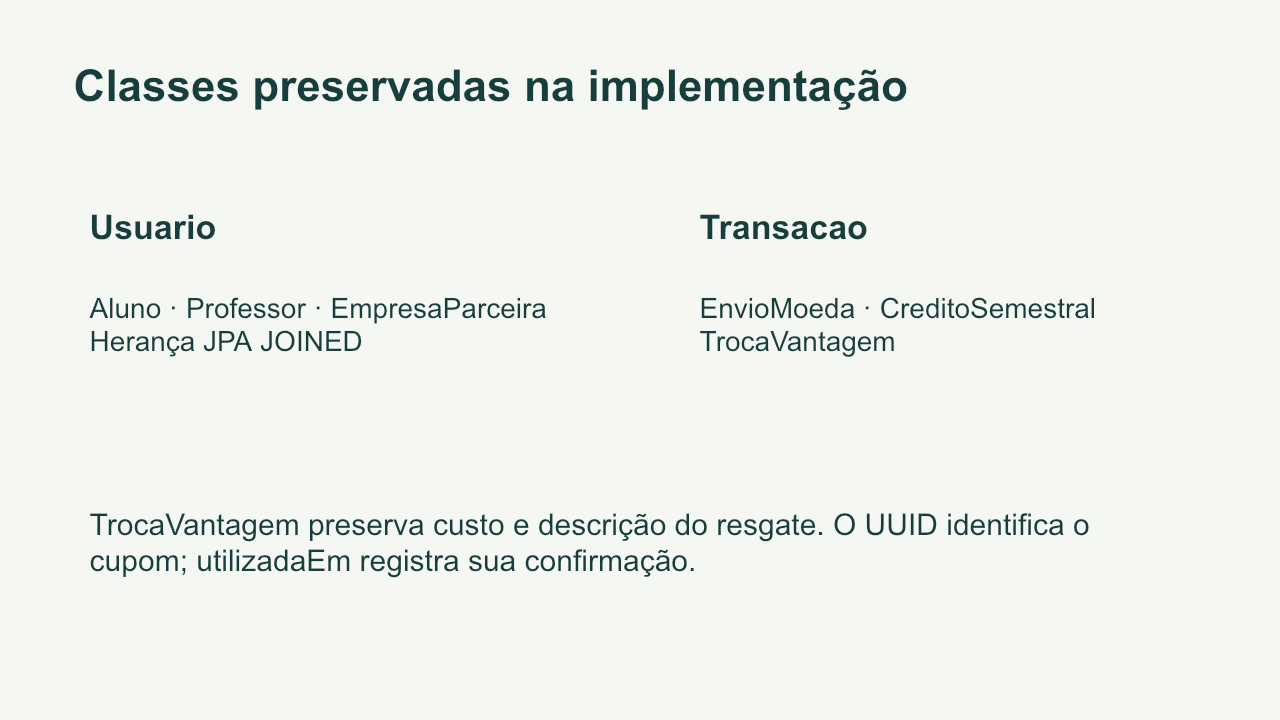 Classes preservadas na implementação
Usuario
Aluno · Professor · EmpresaParceira
Herança JPA JOINED
Transacao
EnvioMoeda · CreditoSemestral
TrocaVantagem
TrocaVantagem preserva custo e descrição do resgate. O UUID identifica o
cupom; utilizadaEm registra sua confirmação.